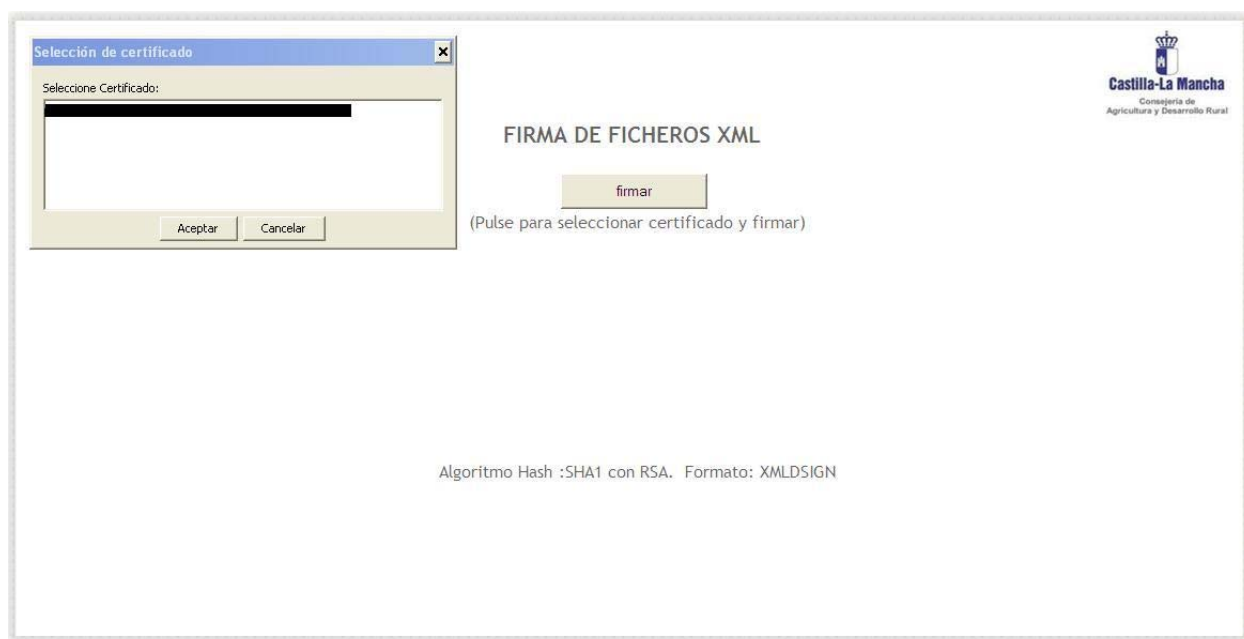 Selección de certificado
Seleccione Certificado:
Aceptar
Cancelar
Castilla-La Mancha
Consejería de
Agricultura y Desarrollo Rural
FIRMA DE FICHEROS XML
firmar
(Pulse para seleccionar certificado y firmar)
Algoritmo Hash :SHA1 con RSA. Formato: XMLDSIGN